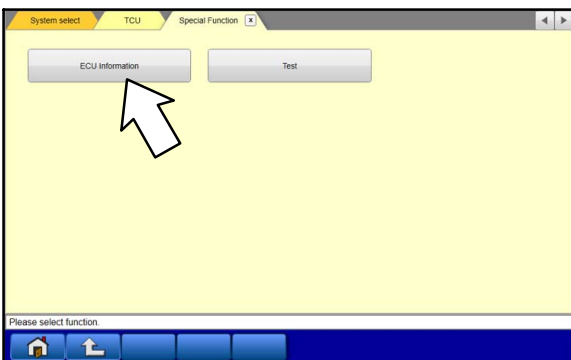 System select TCU Special Function x
ECU Information Test
Please select function.